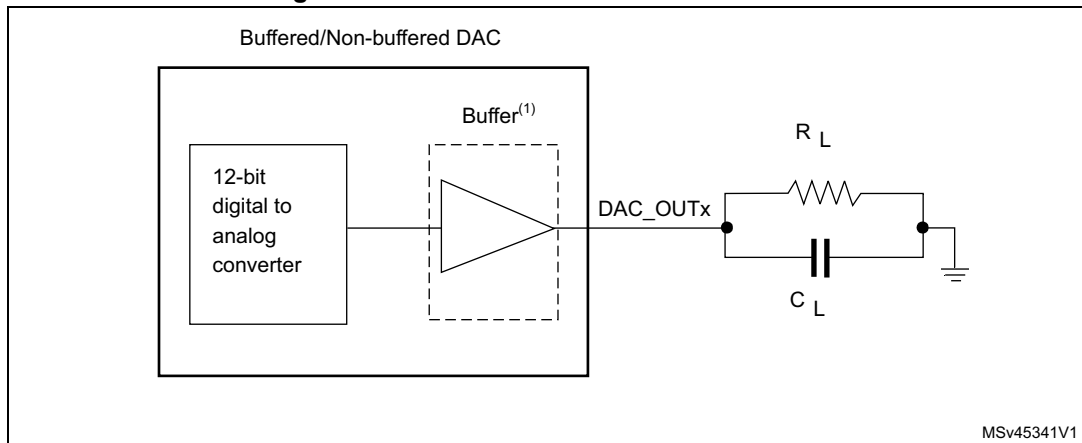 Buffered/Non-buffered DAC
Buffer(1)
12-bit
digital to
analog
converter
DAC_OUTx
R L
C L
MSv45341V1